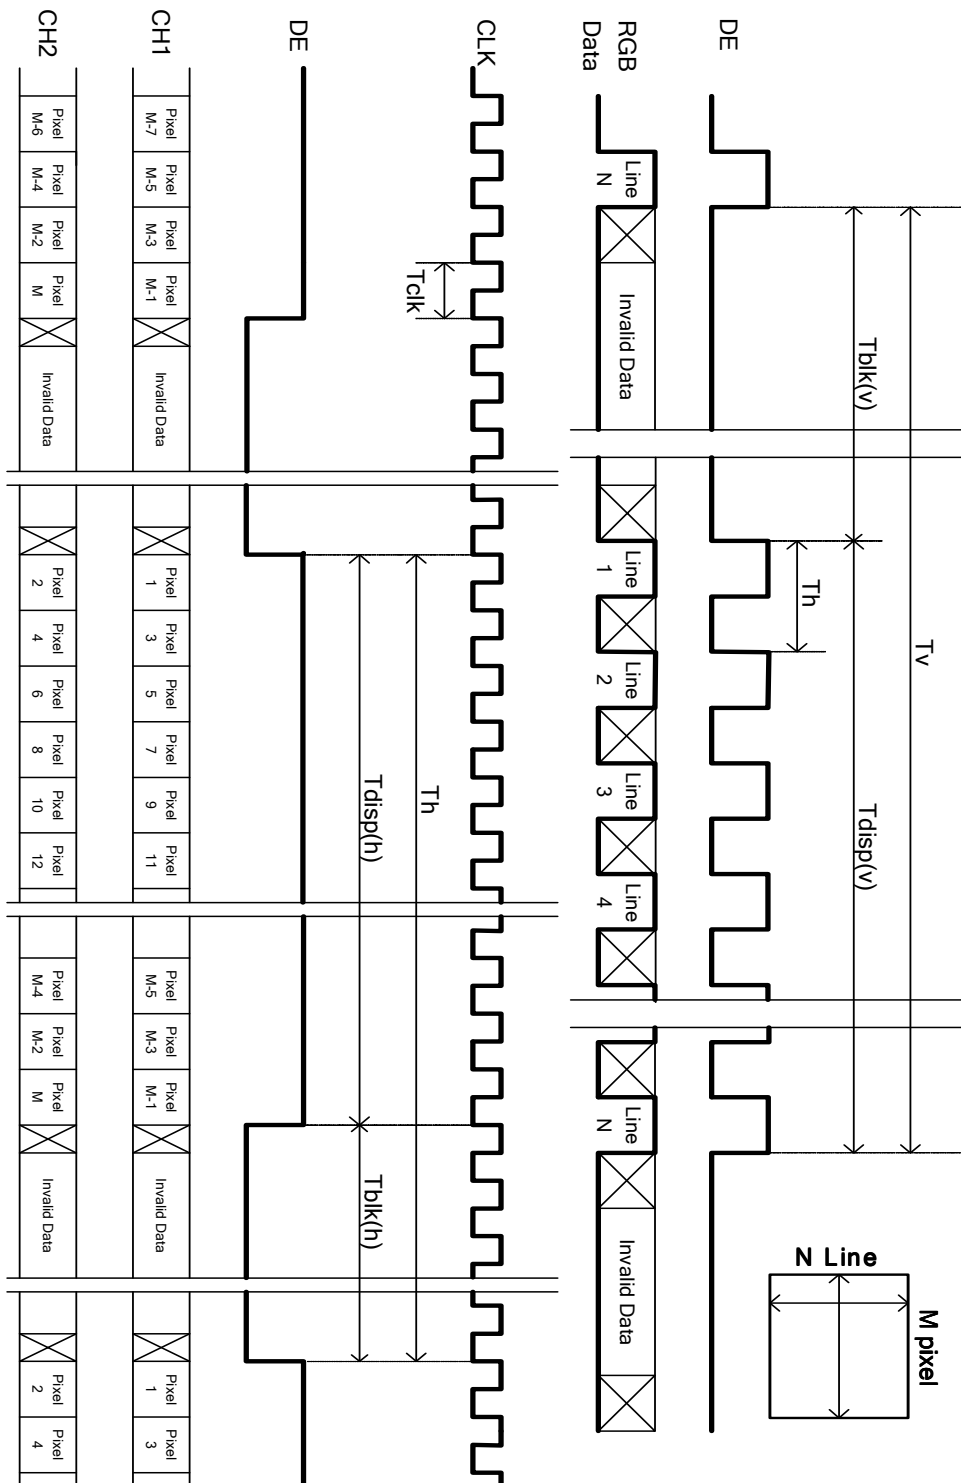 Tv
Tblk(v)
Tdisp(v)
Th
DE
RGB
Data
Line
N
Invalid Data
Line
1
Line
2
Line
3
Line
4
Line
N
Invalid Data
N Line
M pixel
CLK
Tclk
Th
Tdisp(h)
Tblk(h)
DE
CH1
Pixel
M-7
Pixel
M-5
Pixel
M-3
Pixel
M-1
Invalid Data
Pixel
1
Pixel
3
Pixel
5
Pixel
7
Pixel
9
Pixel
11
Pixel
M-5
Pixel
M-3
Pixel
M-1
Invalid Data
Pixel
1
Pixel
3
CH2
Pixel
M-6
Pixel
M-4
Pixel
M-2
Pixel
M
Invalid Data
Pixel
2
Pixel
4
Pixel
6
Pixel
8
Pixel
10
Pixel
12
Pixel
M-4
Pixel
M-2
Pixel
M
Invalid Data
Pixel
2
Pixel
4